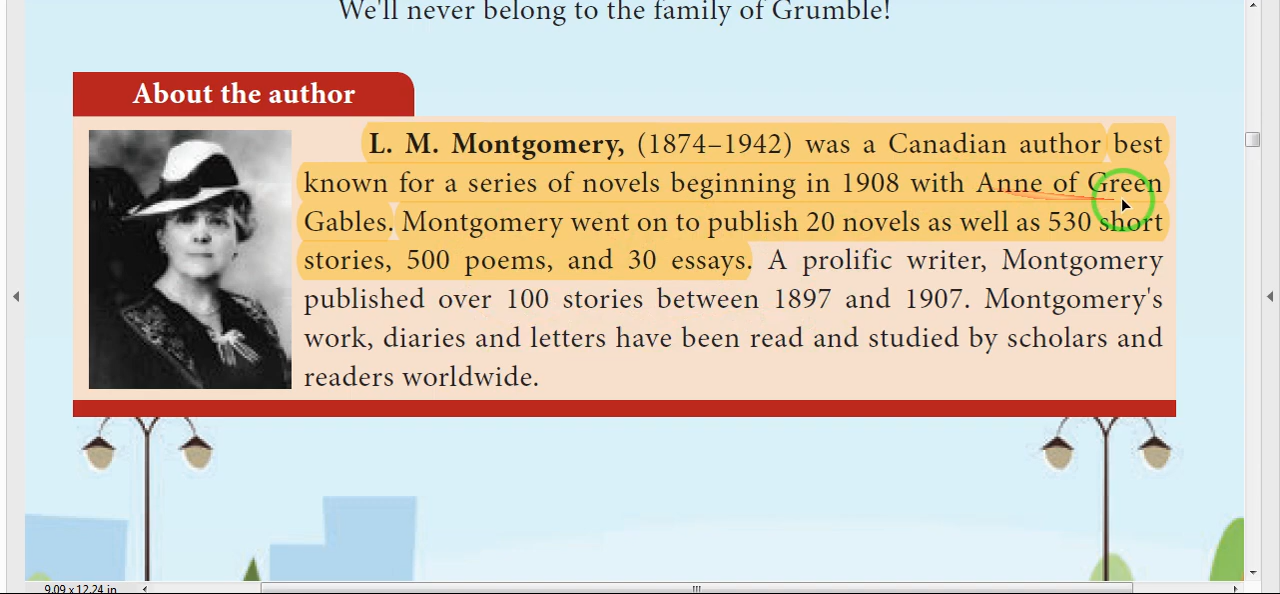 We'll never belong to the family of Grumble!
About the author
L. M. Montgomery, (1874–1942) was a Canadian author best
known for a series of novels beginning in 1908 with Anne of Green
Gables. Montgomery went on to publish 20 novels as well as 530 short
stories, 500 poems, and 30 essays. A prolific writer, Montgomery
published over 100 stories between 1897 and 1907. Montgomery's
work, diaries and letters have been read and studied by scholars and
readers worldwide.
9.09 x 12.24 in